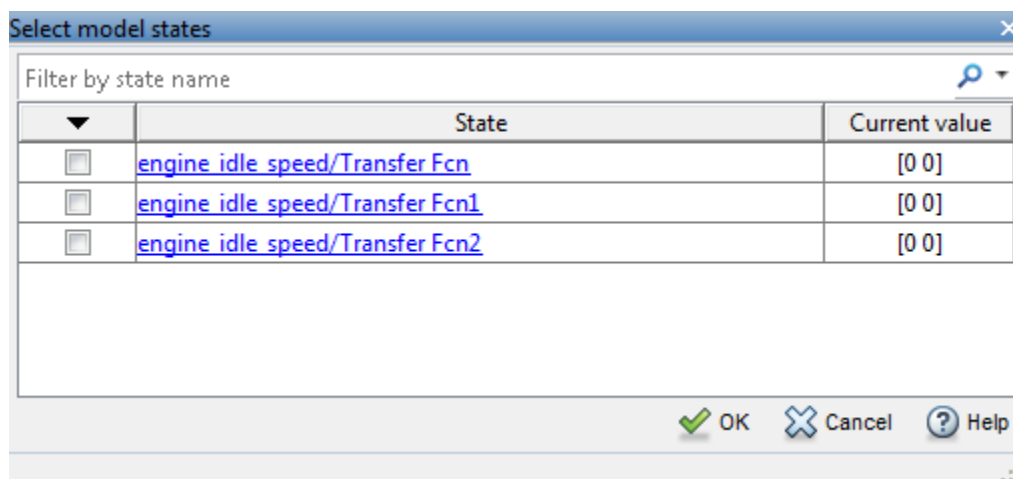 Select model states
Filter by state name
State Current value
engine_idle_speed/Transfer Fcn [0 0]
engine_idle_speed/Transfer Fcn1 [0 0]
engine_idle_speed/Transfer Fcn2 [0 0]
OK Cancel Help